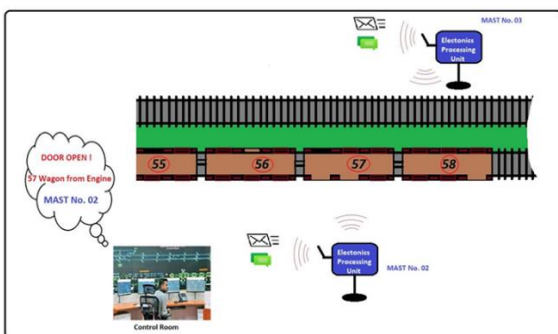 MAST No. 03
Electonics
Processing
Unit
55
56
57
58
DOOR OPEN !
57 Wagon from Engine
MAST No. 02
Electonics
Processing
Unit
MAST No. 02
Control Room